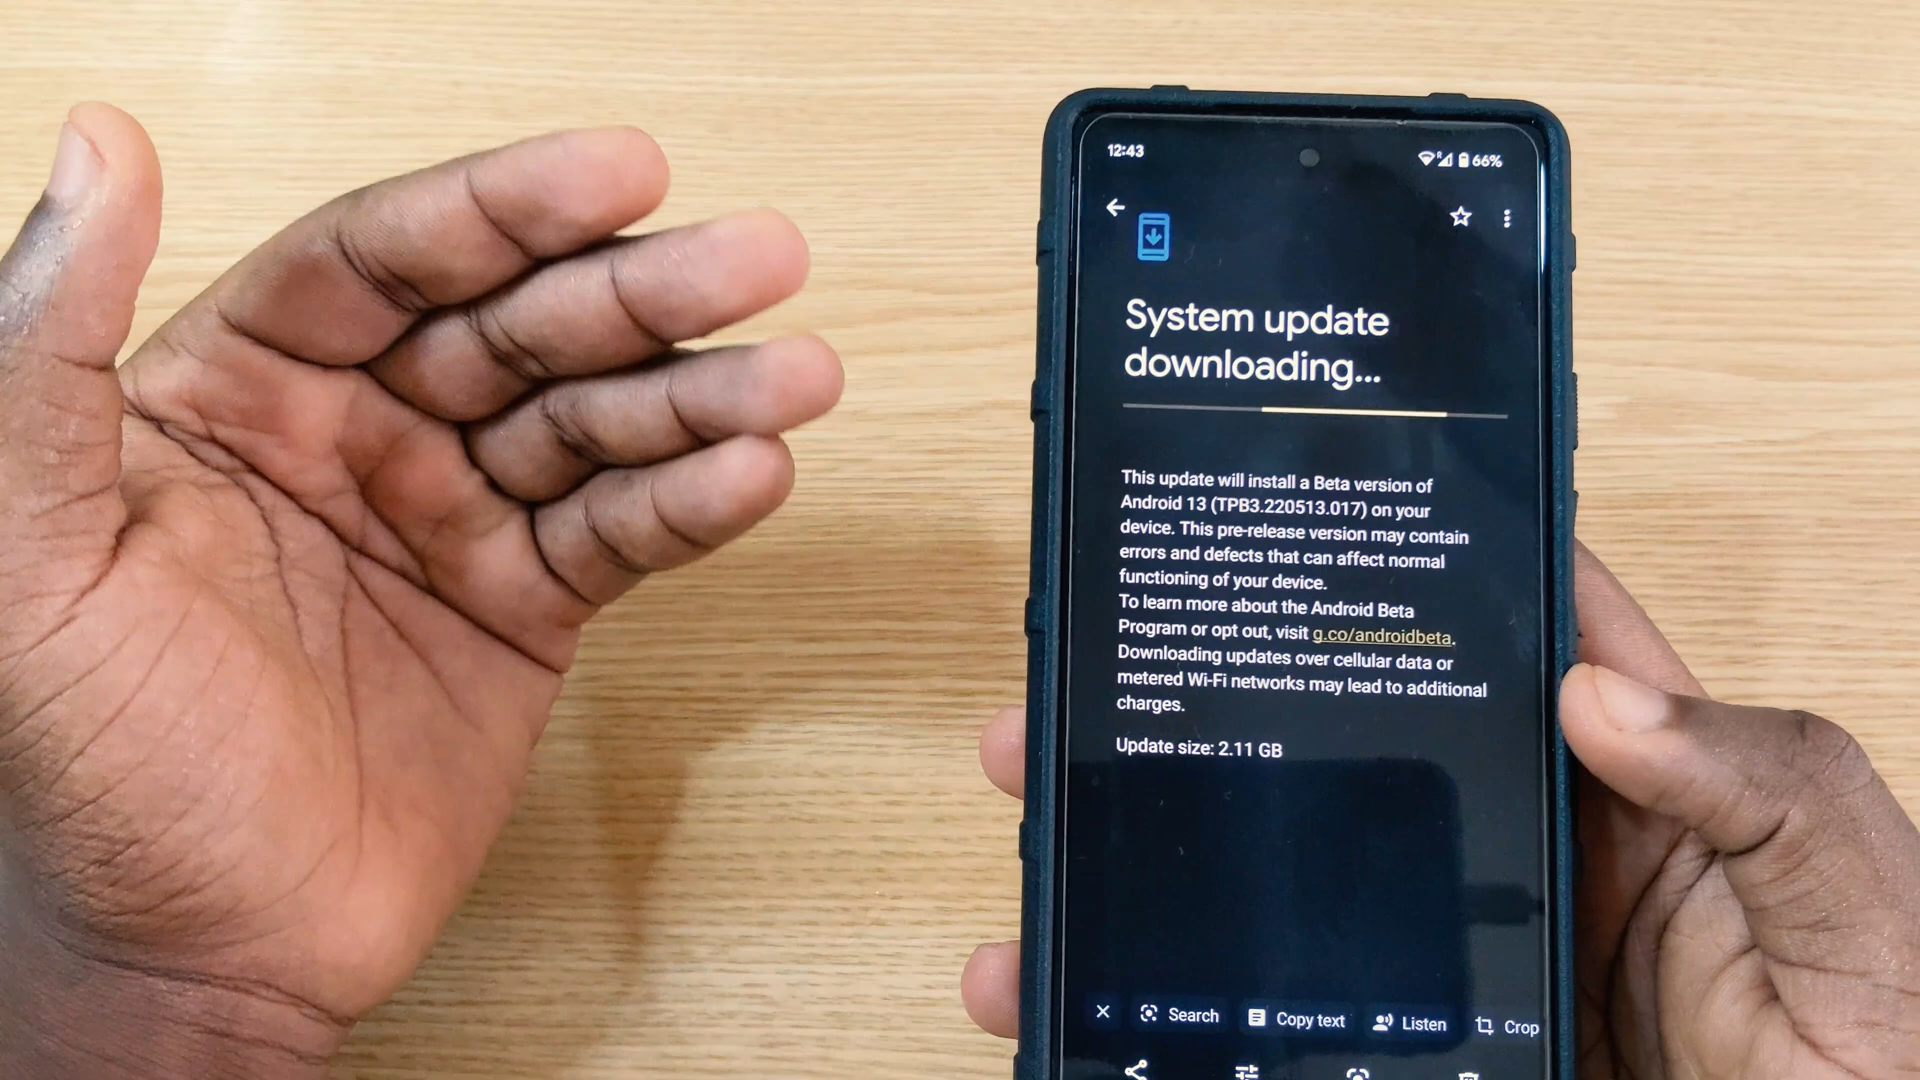 12:43
R 66%
System update
downloading...
This update will install a Beta version of
Android 13 (TPB3.220513.017) on your
device. This pre-release version may contain
errors and defects that can affect normal
functioning of your device.
To learn more about the Android Beta
Program or opt out, visit g.co/androidbeta.
Downloading updates over cellular data or
metered Wi-Fi networks may lead to additional
charges.
Update size: 2.11 GB
Search Copy text Listen Crop